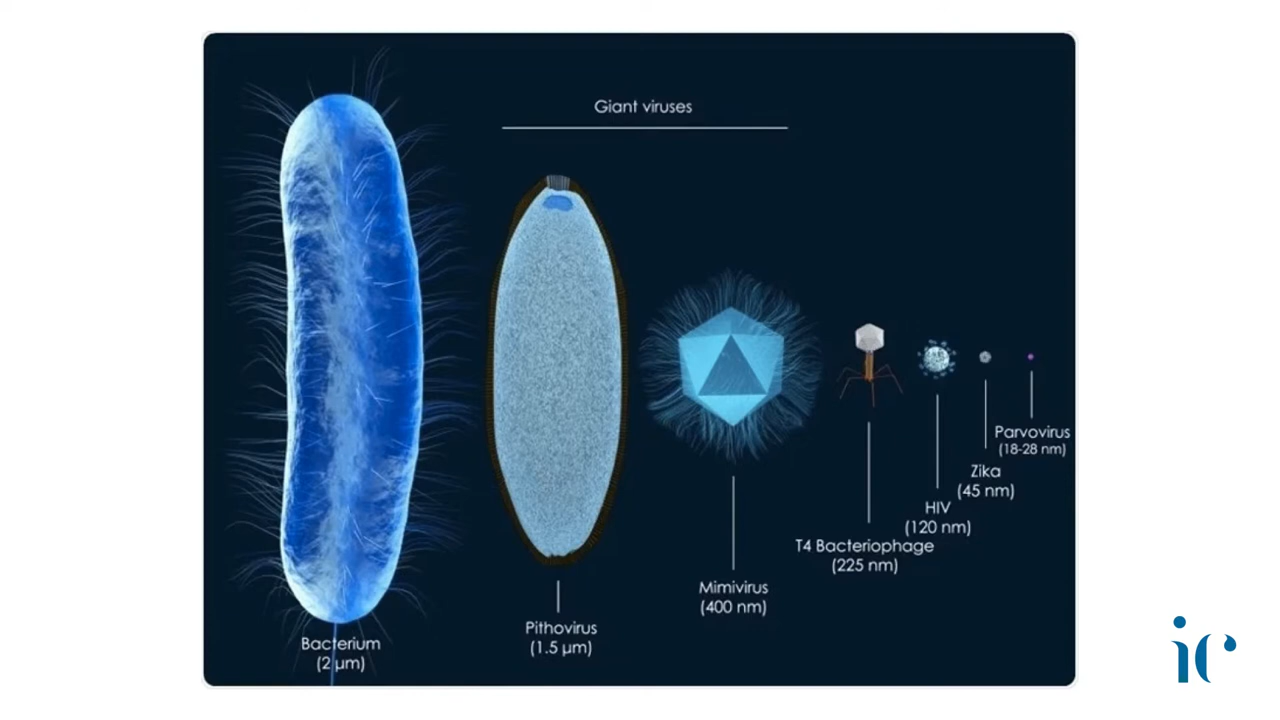 Giant viruses
Bacterium
(2 µm)
Pithovirus
(1.5 µm)
Mimivirus
(400 nm)
T4 Bacteriophage
(225 nm)
HIV
(120 nm)
Zika
(45 nm)
Parvovirus
(18-28 nm)
ic